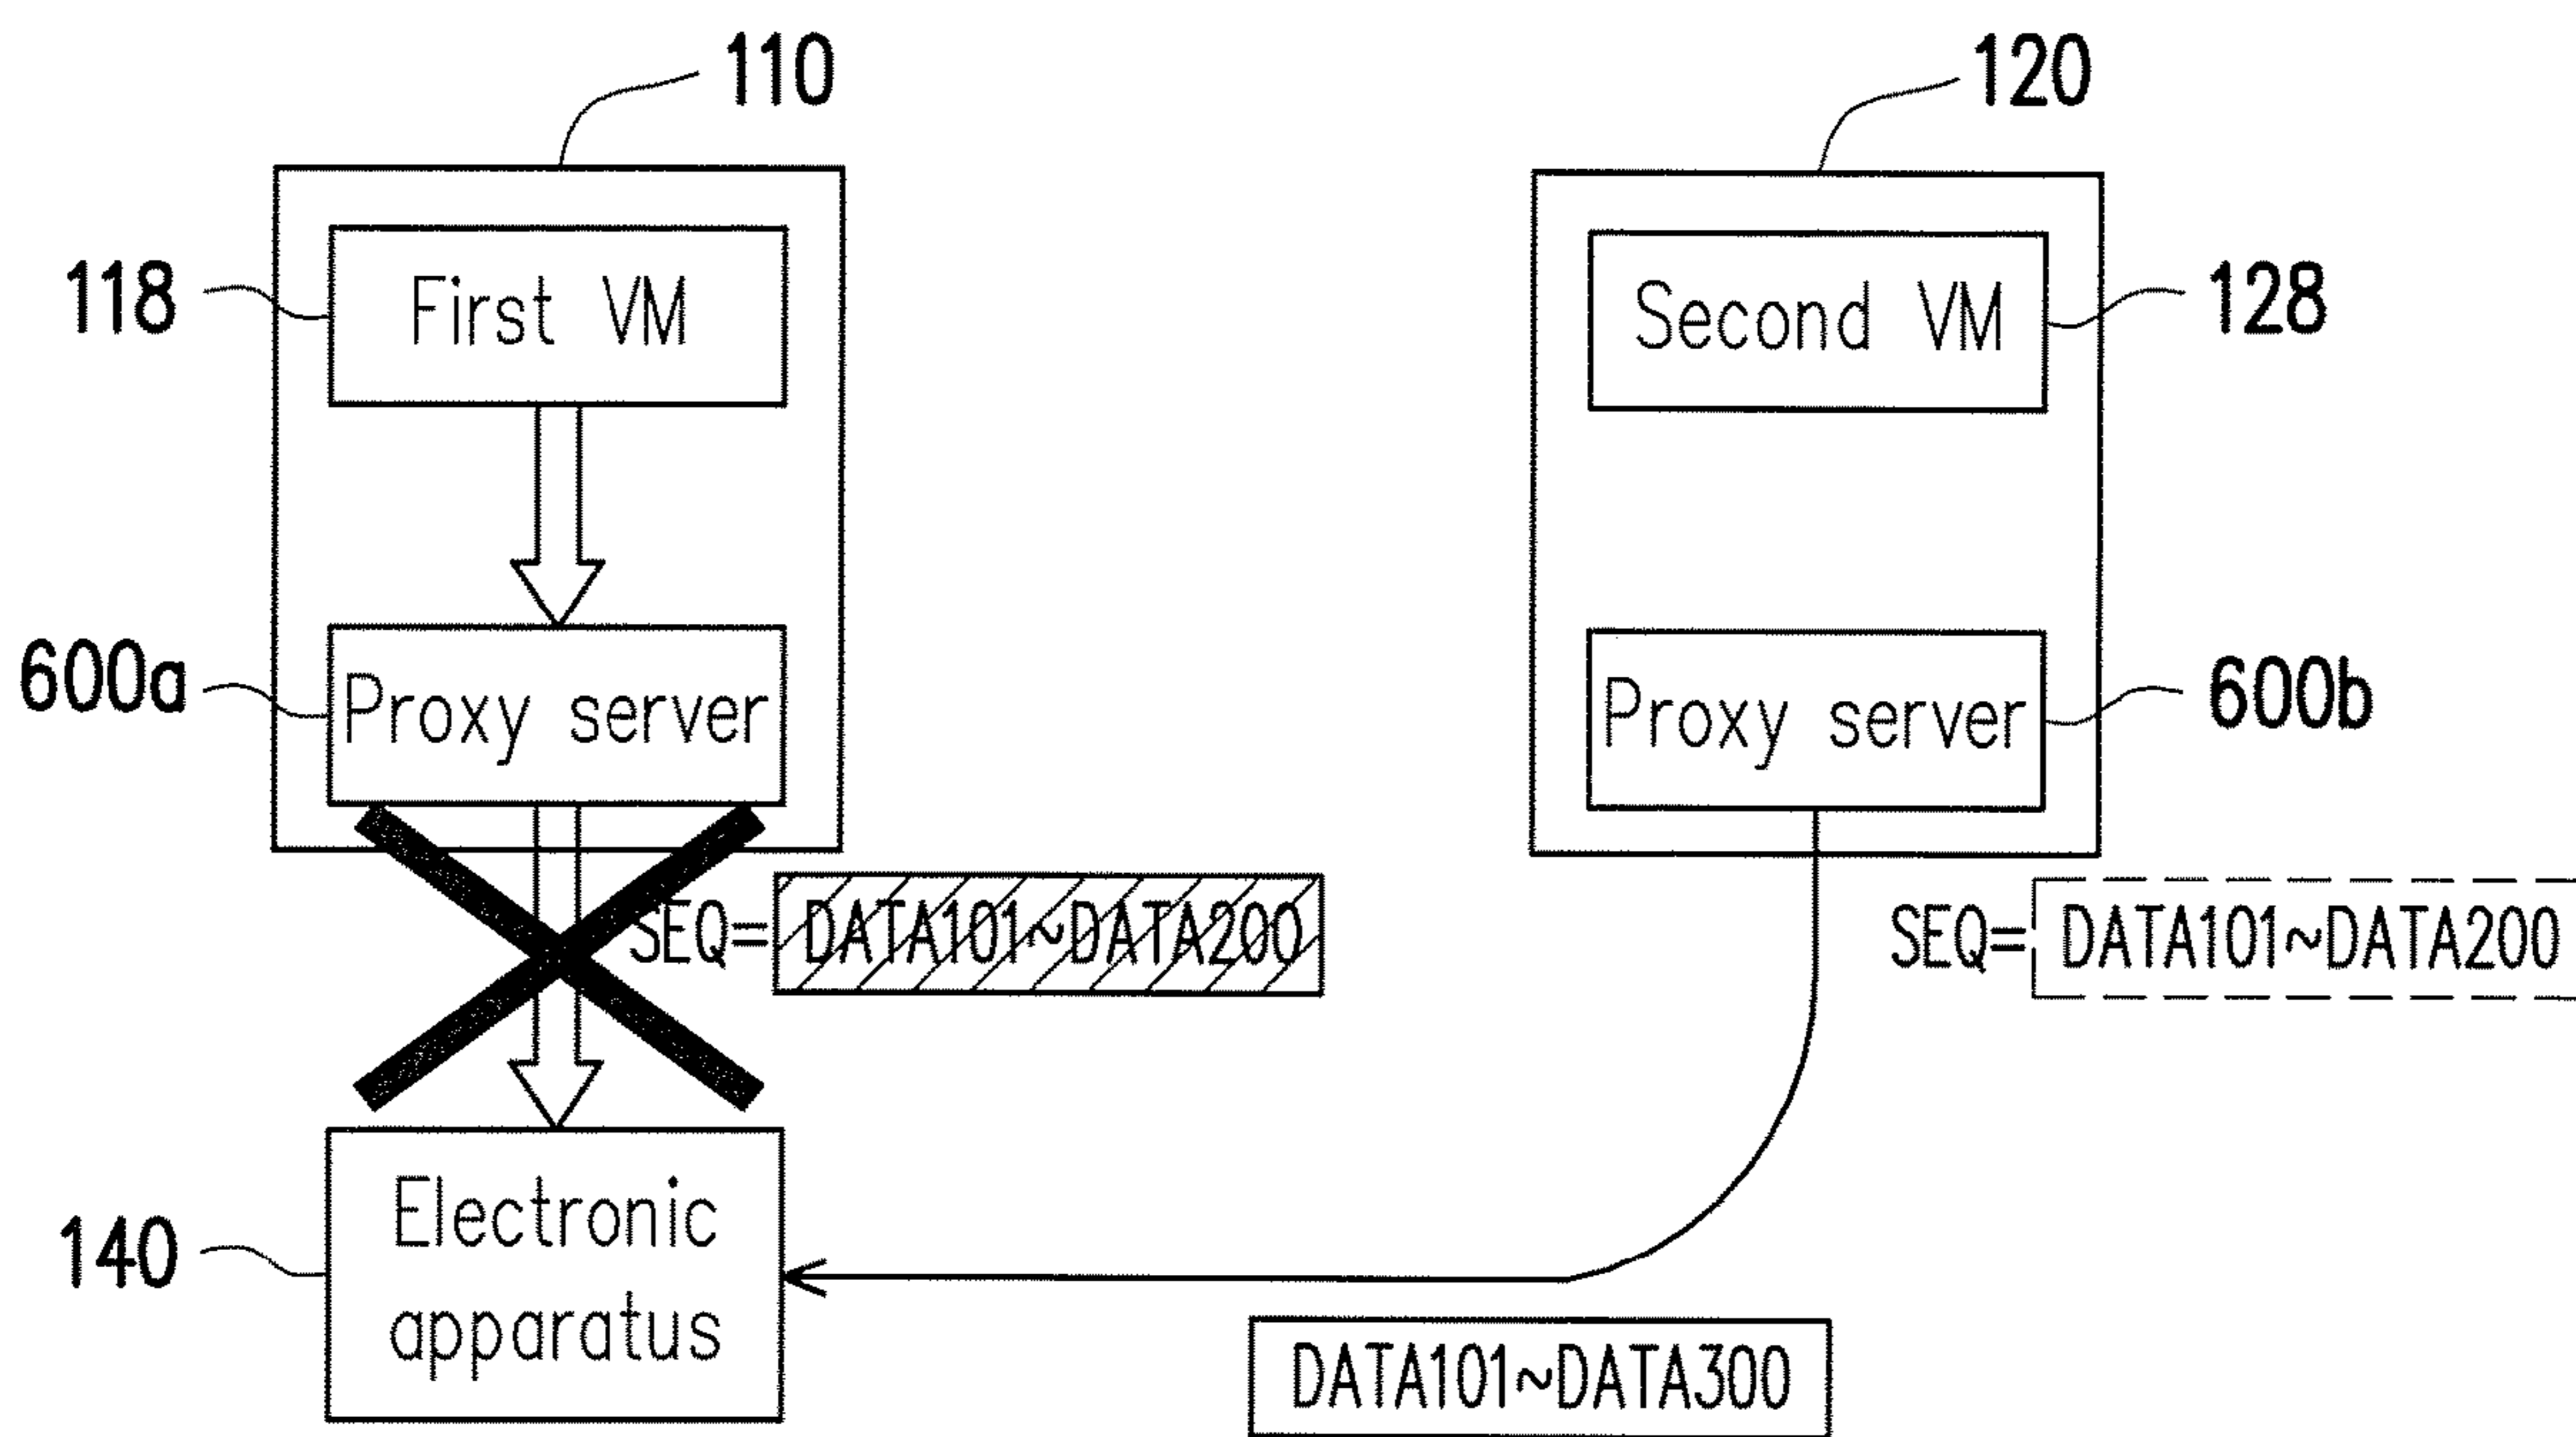 110
120
118
First VM
Second VM
128
600a
Proxy server
Proxy server
600b
SEQ= DATA101~DATA200
SEQ= DATA101~DATA200
140
Electronic
apparatus
DATA101~DATA300